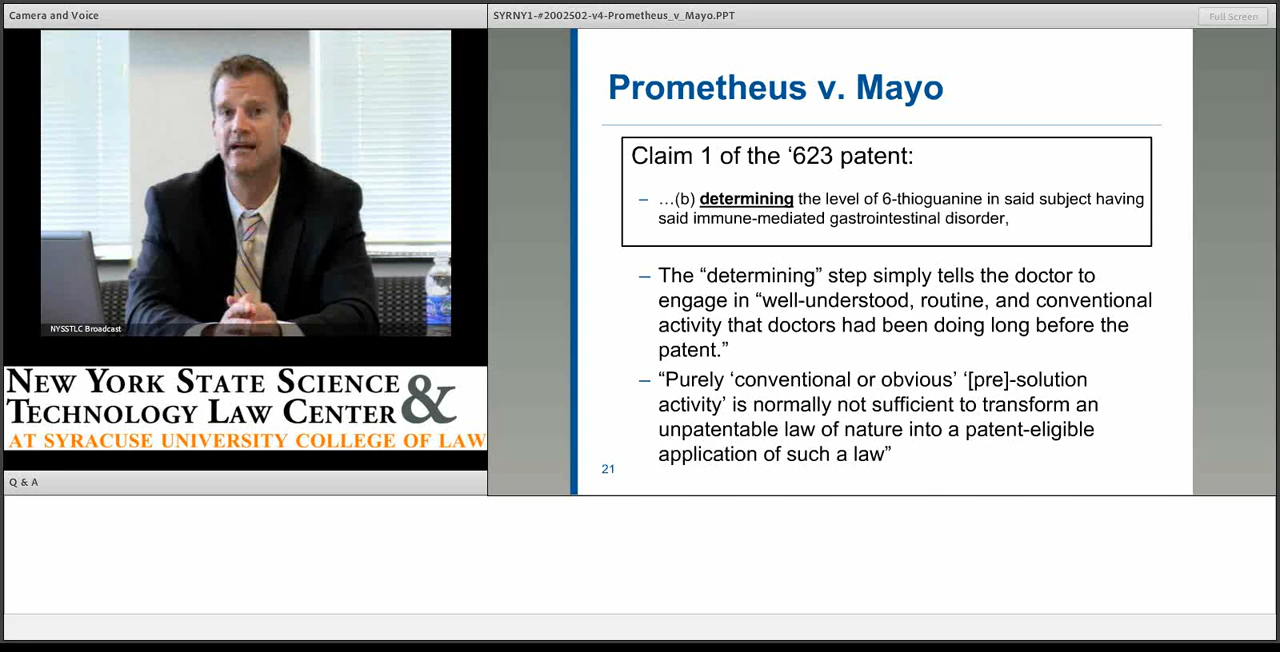 Camera and Voice
SYRNY1-#2002502-v4-Prometheus_v_Mayo.PPT
Full Screen
NYSSTLC Broadcast
NEW YORK STATE SCIENCE &
TECHNOLOGY LAW CENTER
AT SYRACUSE UNIVERSITY COLLEGE OF LAW
Prometheus v. Mayo
Claim 1 of the ‘623 patent:
– …(b) determining the level of 6-thioguanine in said subject having
said immune-mediated gastrointestinal disorder,
– The “determining” step simply tells the doctor to
engage in “well-understood, routine, and conventional
activity that doctors had been doing long before the
patent.”
– “Purely ‘conventional or obvious’ ‘[pre]-solution
activity’ is normally not sufficient to transform an
unpatentable law of nature into a patent-eligible
application of such a law”
21
Q & A